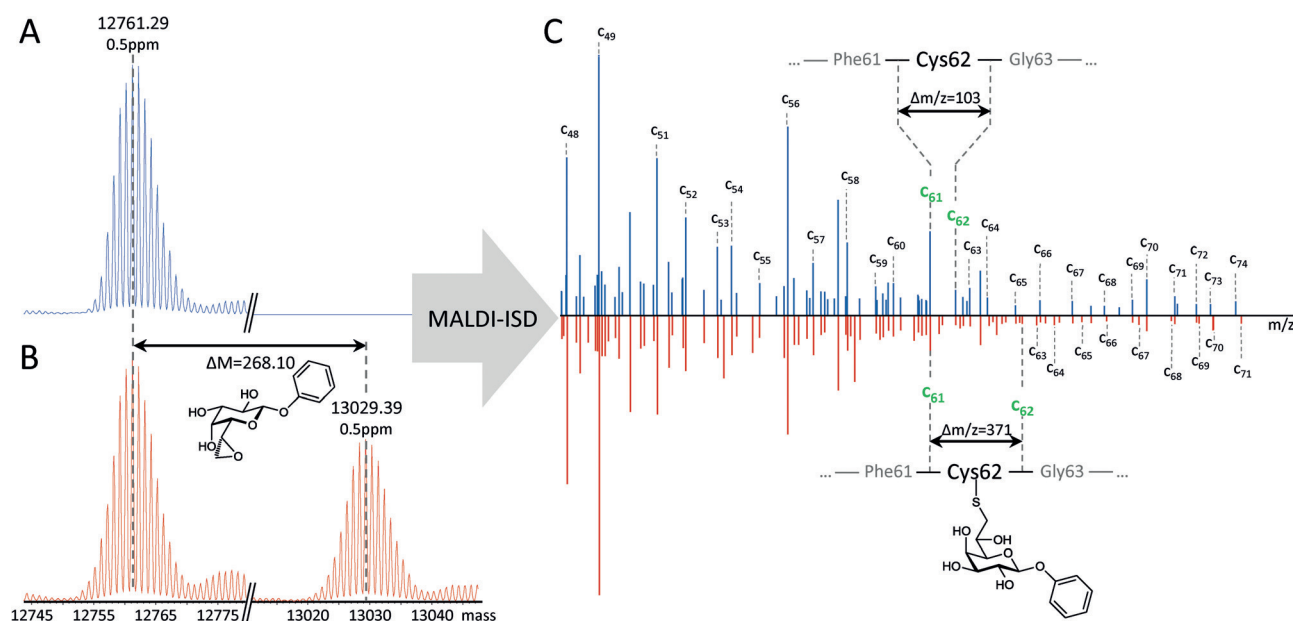 A
12761.29
0.5ppm
B
ΔM=268.10
HO
OH
HO
HO
O
O
O
13029.39
0.5ppm
12745 12755 12765 12775 13020 13030 13040 mass
MALDI-ISD
C
... Phe61 Cys62 Gly63 ...
Δm/z=103
c48
c49
c51
c52
c53
c54
c55
c56
c57
c58
c59
c60
c61
c62
c63
c64
c65
c66
c67
c68
c69
c70
c71
c72
c73
c74
m/z
c61
c62
c63
c64
c65
c66
c67
c68
c69
c70
c71
Δm/z=371
... Phe61 Cys62 Gly63 ...
S
HO
OH
HO
HO
O
O